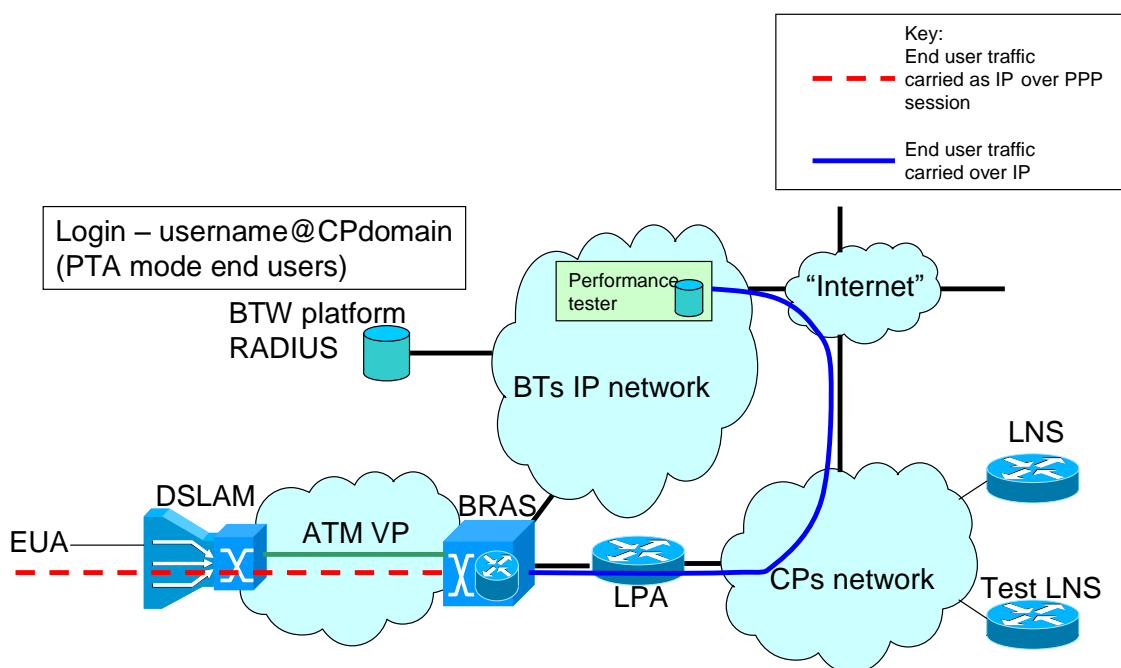 Key:
End user traffic
carried as IP over PPP
session
End user traffic
carried over IP
Login – username@CPdomain
(PTA mode end users)
Performance
tester
“Internet”
BTW platform
RADIUS
BTs IP network
LNS
DSLAM
BRAS
ATM VP
EUA
LPA
CPs network
Test LNS